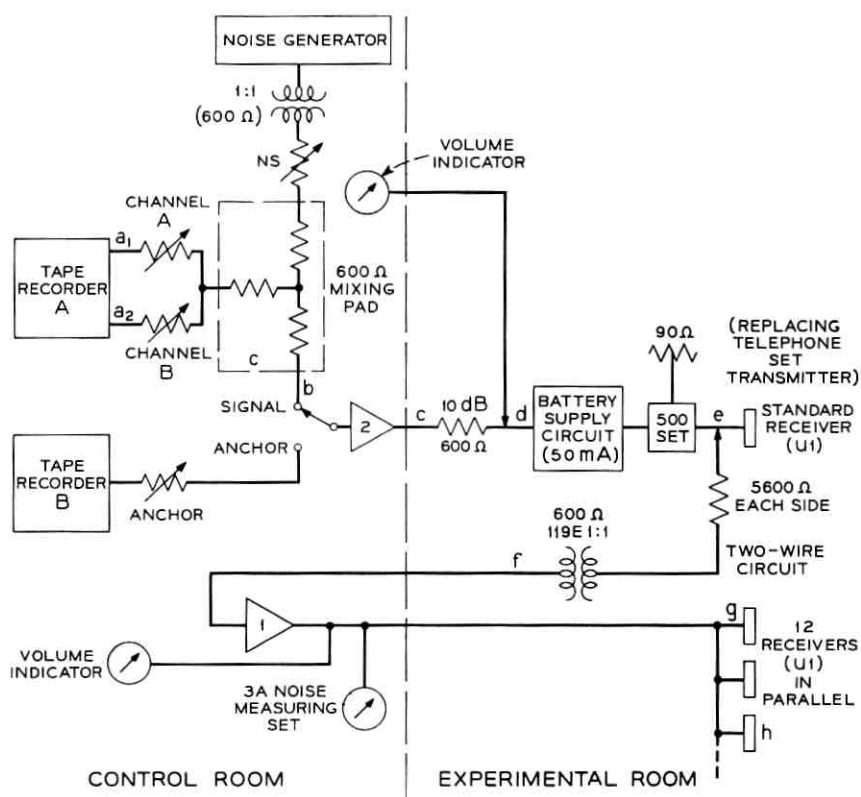 NOISE GENERATOR
1:1
(600 Ω)
NS
VOLUME
INDICATOR
CHANNEL
A
a1
TAPE
RECORDER
A
a2
CHANNEL
B
600 Ω
MIXING
PAD
c
b
SIGNAL
2
c
10 dB
600 Ω
d
BATTERY
SUPPLY
CIRCUIT
(50 mA)
90 Ω
500
SET
(REPLACING
TELEPHONE
SET
TRANSMITTER)
e
STANDARD
RECEIVER
(U1)
ANCHOR
TAPE
RECORDER
B
ANCHOR
5600 Ω
EACH SIDE
600 Ω
119E 1:1
f
TWO-WIRE
CIRCUIT
1
g
12
RECEIVERS
(U1)
IN
PARALLEL
h
VOLUME
INDICATOR
3A NOISE
MEASURING
SET
CONTROL ROOM
EXPERIMENTAL ROOM